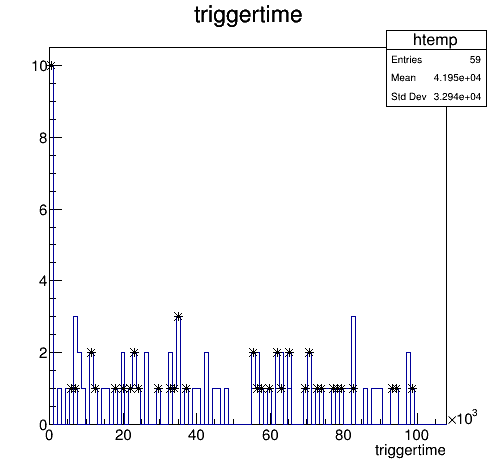 triggertime
htemp
Entries 59
Mean 4.195e+04
Std Dev 3.294e+04
10
8
6
4
2
0
0 20 40 60 80 100 ×10³
triggertime